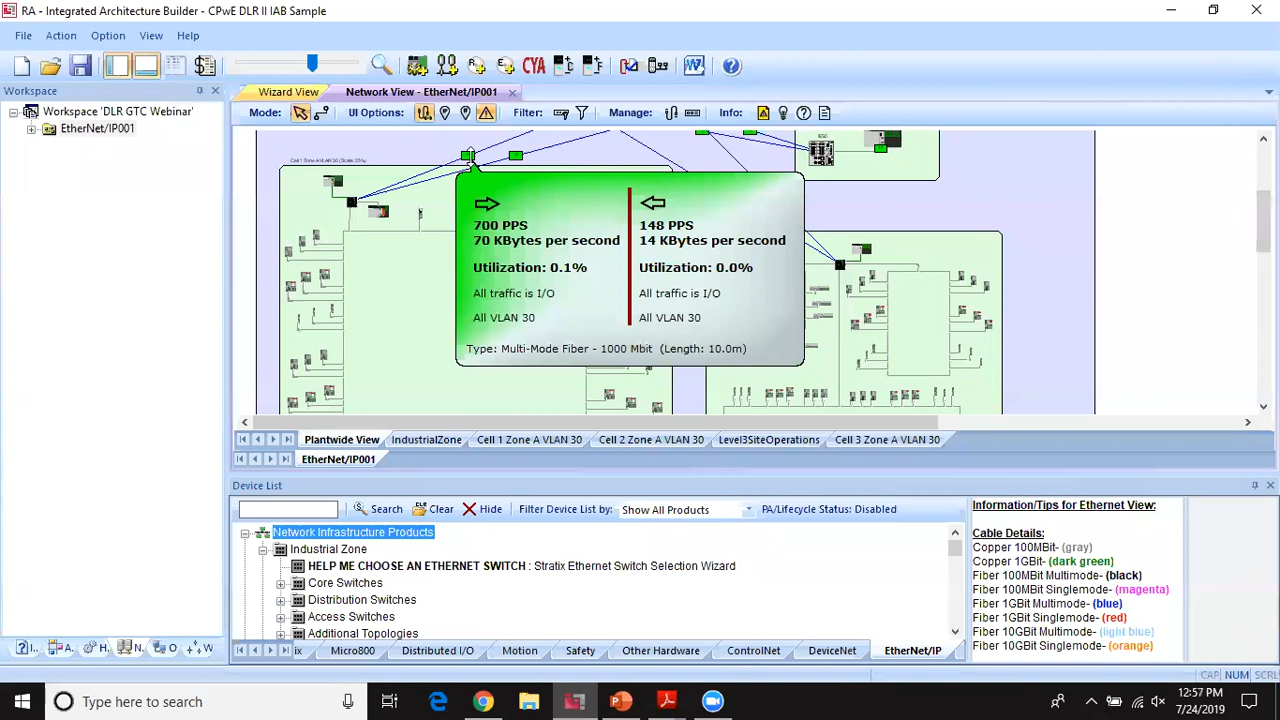 RA - Integrated Architecture Builder - CPwE DLR II IAB Sample
File Action Option View Help
Workspace
Workspace 'DLR GTC Webinar'
EtherNet/IP001
Wizard View
Network View - EtherNet/IP001
Mode:
UI Options:
Filter:
Manage:
Info:
700 PPS
70 KBytes per second
Utilization: 0.1%
All traffic is I/O
All VLAN 30
148 PPS
14 KBytes per second
Utilization: 0.0%
All traffic is I/O
All VLAN 30
Type: Multi-Mode Fiber - 1000 Mbit (Length: 10.0m)
Plantwide View IndustrialZone Cell 1 Zone A VLAN 30 Cell 2 Zone A VLAN 30 Level3SiteOperations Cell 3 Zone A VLAN 30
EtherNet/IP001
Device List
Search Clear Hide Filter Device List by: Show All Products PA/Lifecycle Status: Disabled
Network Infrastructure Products
Industrial Zone
HELP ME CHOOSE AN ETHERNET SWITCH : Stratix Ethernet Switch Selection Wizard
Core Switches
Distribution Switches
Access Switches
Additional Topologies
ix Micro800 Distributed I/O Motion Safety Other Hardware ControlNet DeviceNet EtherNet/IP
Information/Tips for Ethernet View:
Cable Details:
Copper 100MBit- (gray)
Copper 1GBit- (dark green)
Fiber 100MBit Multimode- (black)
Fiber 100MBit Singlemode- (magenta)
Fiber 1GBit Multimode- (blue)
Fiber 1GBit Singlemode- (red)
Fiber 10GBit Multimode- (light blue)
Fiber 10GBit Singlemode- (orange)
I.. A. H. N. O W
CAP NUM SCRL
Type here to search
12:57 PM
7/24/2019